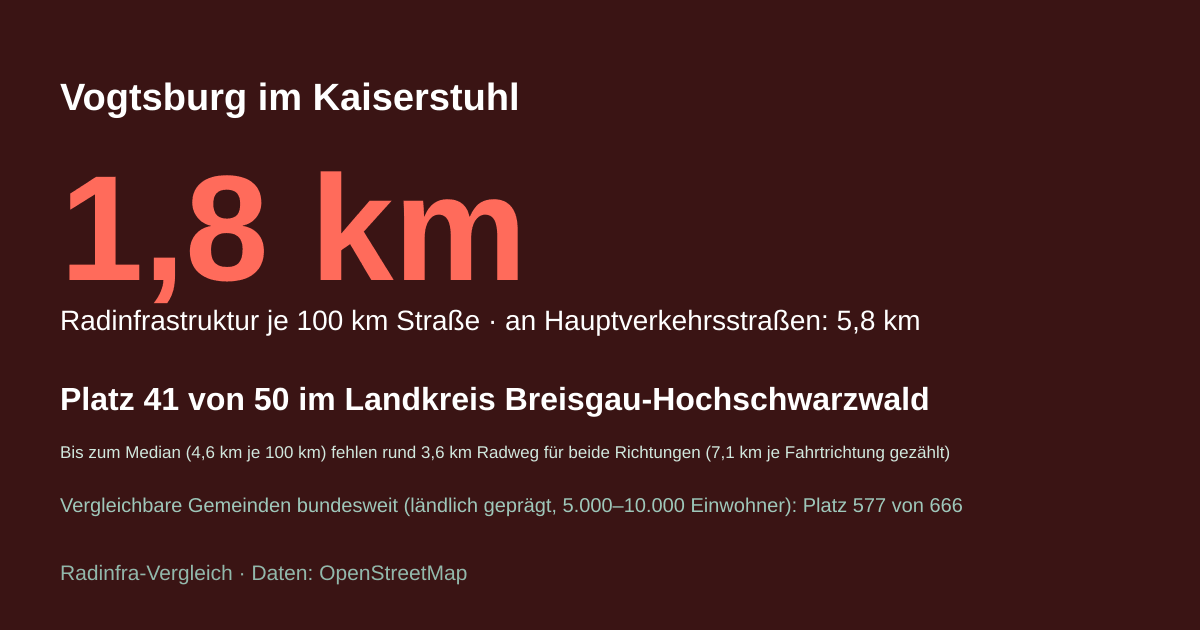 Vogtsburg im Kaiserstuhl
1,8 km
Radinfrastruktur je 100 km Straße · an Hauptverkehrsstraßen: 5,8 km
Platz 41 von 50 im Landkreis Breisgau-Hochschwarzwald
Bis zum Median (4,6 km je 100 km) fehlen rund 3,6 km Radweg für beide Richtungen (7,1 km je Fahrtrichtung gezählt)
Vergleichbare Gemeinden bundesweit (ländlich geprägt, 5.000–10.000 Einwohner): Platz 577 von 666
Radinfra-Vergleich · Daten: OpenStreetMap